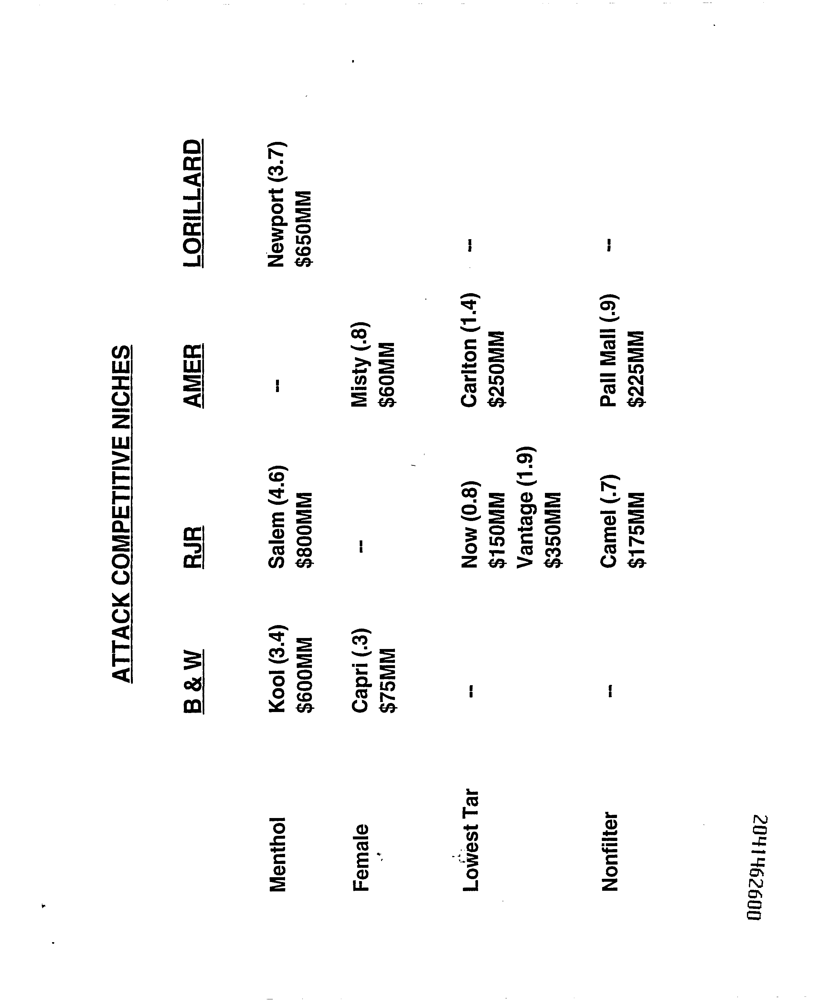 ATTACK COMPETITIVE NICHES
B & W RJR AMER LORILLARD
Menthol Kool (3.4) Salem (4.6) -- Newport (3.7)
$600MM $800MM $650MM
Female Capri (.3) -- Misty (.8)
$75MM $60MM
Lowest Tar -- Now (0.8) Carlton (1.4) --
$150MM $250MM
Vantage (1.9)
$350MM
Nonfilter -- Camel (.7) Pall Mall (.9) --
$175MM $225MM
2041462600